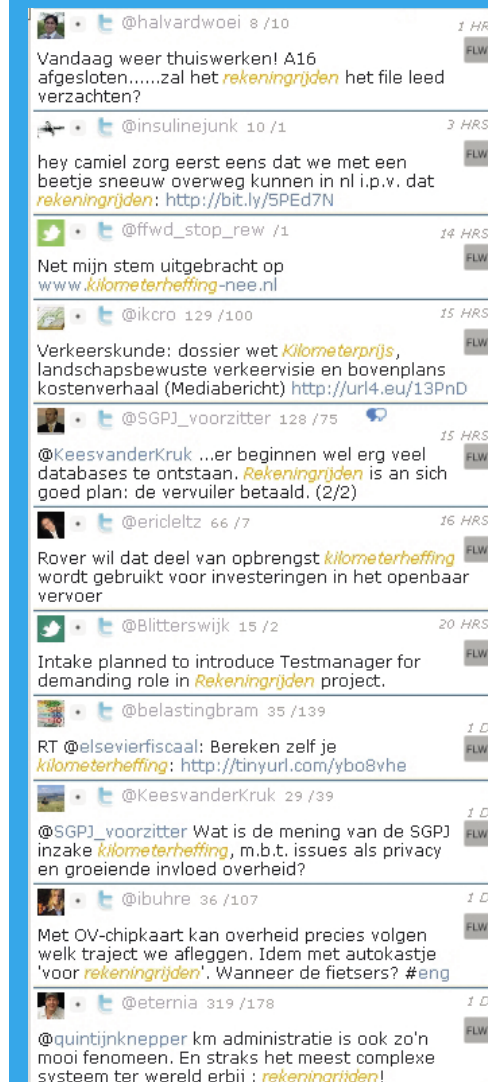 @halvardwoei 8 /10
1 HR
FLW
Vandaag weer thuiswerken! A16
afgesloten......zal het rekeningrijden het file leed
verzachten?
@insulinejunk 10 /1
3 HRS
FLW
hey camiel zorg eerst eens dat we met een
beetje sneeuw overweg kunnen in nl i.p.v. dat
rekeningrijden: http://bit.ly/5PEd7N
@ffwd_stop_rew /1
14 HRS
FLW
Net mijn stem uitgebracht op
www.kilometerheffing-nee.nl
@ikcro 129 /100
15 HRS
FLW
Verkeerskunde: dossier wet Kilometerprijs,
landschapsbewuste verkeervisie en bovenplans
kostenverhaal (Mediabericht) http://url4.eu/13PnD
@SGPJ_voorzitter 128 /75
15 HRS
FLW
@KeesvanderKruk ...er beginnen wel erg veel
databases te ontstaan. Rekeningrijden is an sich
goed plan: de vervuiler betaald. (2/2)
@ericleltz 66 /7
16 HRS
FLW
Rover wil dat deel van opbrengst kilometerheffing
wordt gebruikt voor investeringen in het openbaar
vervoer
@Blitterswijk 15 /2
20 HRS
FLW
Intake planned to introduce Testmanager for
demanding role in Rekeningrijden project.
@belastingbram 35 /139
1 D
FLW
RT @elsevierfiscaal: Bereken zelf je
kilometerheffing: http://tinyurl.com/ybo8vhe
@KeesvanderKruk 29 /39
1 D
FLW
@SGPJ_voorzitter Wat is de mening van de SGPJ
inzake kilometerheffing, m.b.t. issues als privacy
en groeiende invloed overheid?
@ibuhre 36 /107
1 D
FLW
Met OV-chipkaart kan overheid precies volgen
welk traject we afleggen. Idem met autokastje
'voor rekeningrijden'. Wanneer de fietsers? #eng
@eternia 319 /178
1 D
FLW
@quintijnknepper km administratie is ook zo'n
mooi fenomeen. En straks het meest complexe
systeem ter wereld erbij : rekeningrijden!